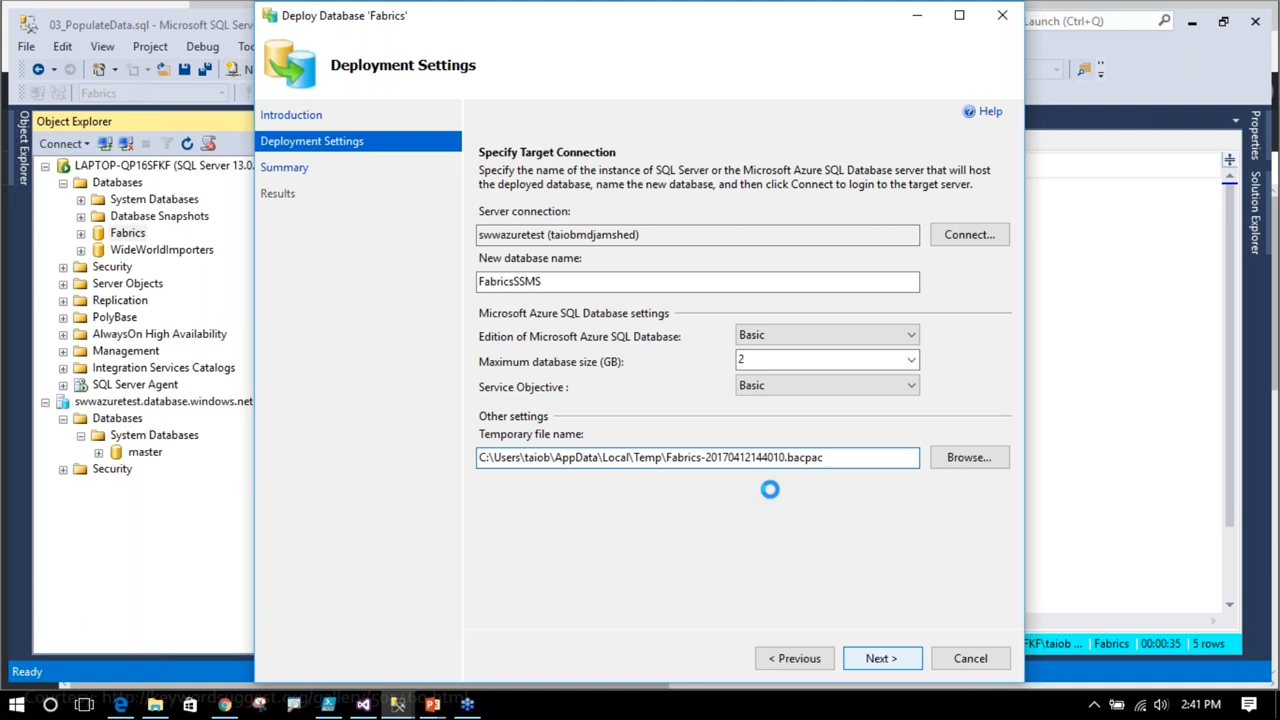 03_PopulateData.sql - Microsoft SQL Ser
Deploy Database 'Fabrics'
Launch (Ctrl+Q)
File Edit View Project Debug
Deployment Settings
Fabrics
Introduction
Help
Object Explorer
Connect
Deployment Settings
Summary
Results
Specify Target Connection
Specify the name of the instance of SQL Server or the Microsoft Azure SQL Database server that will
host the deployed database, name the new database, and then click Connect to login to the target server.
Server connection:
swwazuretest (taiobmdjamshed)
Connect...
New database name:
FabricsSSMS
Microsoft Azure SQL Database settings
Edition of Microsoft Azure SQL Database:
Basic
Maximum database size (GB):
2
Service Objective :
Basic
Other settings
Temporary file name:
C:\Users\taiob\AppData\Local\Temp\Fabrics-20170412144010.bacpac
Browse...
< Previous
Next >
Cancel
Object Explorer
LAPTOP-QP16SFKF (SQL Server 13.0.
Databases
System Databases
Database Snapshots
Fabrics
WideWorldImporters
Security
Server Objects
Replication
PolyBase
AlwaysOn High Availability
Management
Integration Services Catalogs
SQL Server Agent
swwazuretest.database.windows.net
Databases
System Databases
master
Security
Properties
Solution Explorer
FKF\taiob ...
Fabrics
00:00:35
5 rows
Ready
2:41 PM